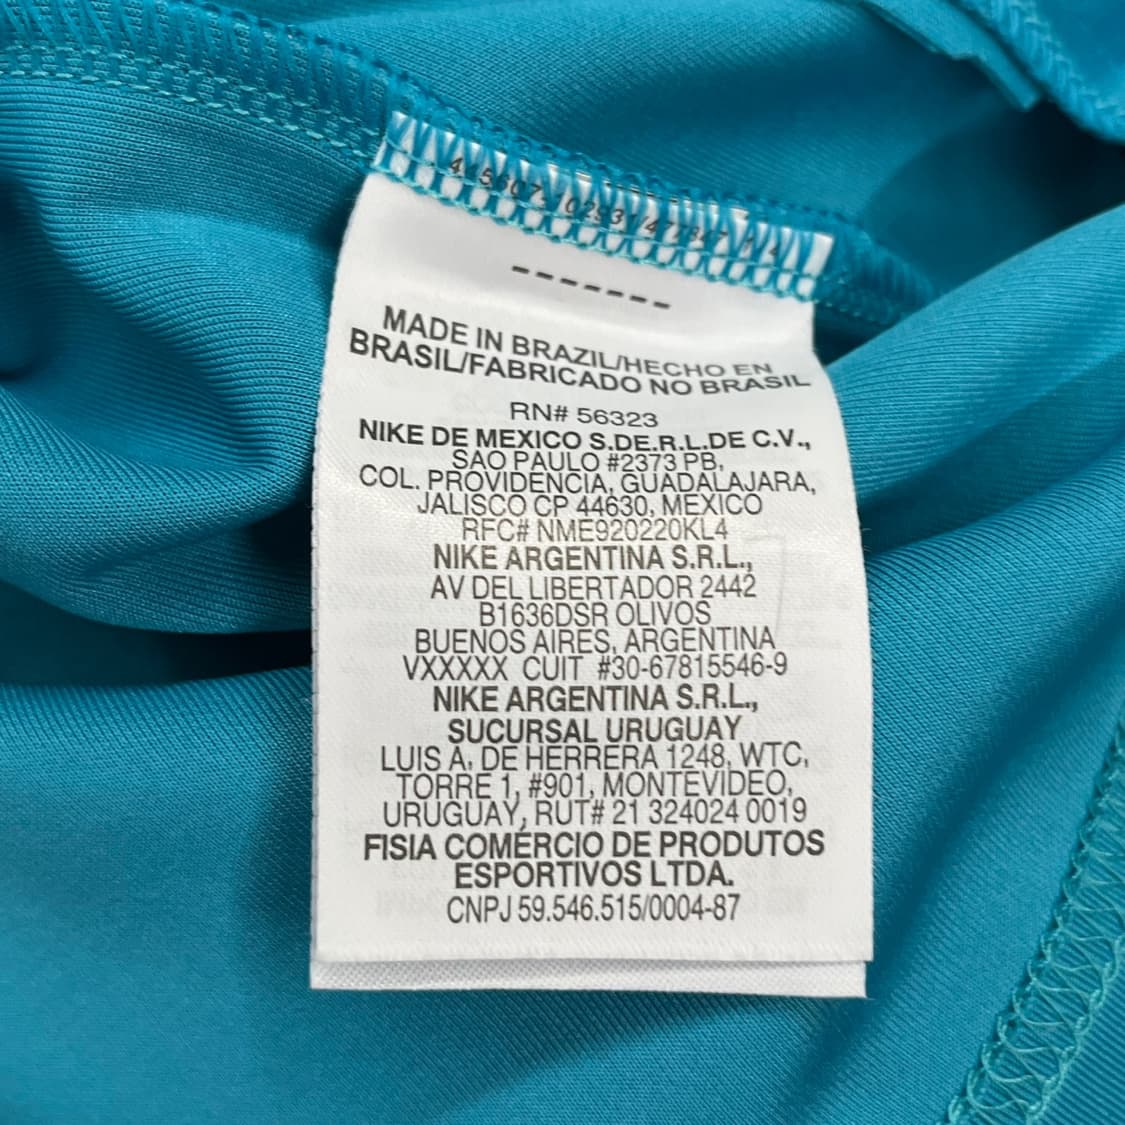 -------
MADE IN BRAZIL/HECHO EN
BRASIL/FABRICADO NO BRASIL
RN# 56323
NIKE DE MEXICO S.DE.R.L.DE C.V.,
SAO PAULO #2373 PB,
COL. PROVIDENCIA, GUADALAJARA,
JALISCO CP 44630, MEXICO
RFC# NME920220KL4
NIKE ARGENTINA S.R.L.,
AV DEL LIBERTADOR 2442
B1636DSR OLIVOS
BUENOS AIRES, ARGENTINA
VXXXXX CUIT #30-67815546-9
NIKE ARGENTINA S.R.L.,
SUCURSAL URUGUAY
LUIS A. DE HERRERA 1248, WTC,
TORRE 1, #901, MONTEVIDEO,
URUGUAY, RUT# 21 324024 0019
FISIA COMÉRCIO DE PRODUTOS
ESPORTIVOS LTDA.
CNPJ 59.546.515/0004-87